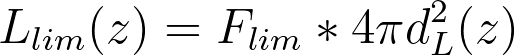 $L_{lim}(z) = F_{lim} * 4\pi d_L^2(z)$